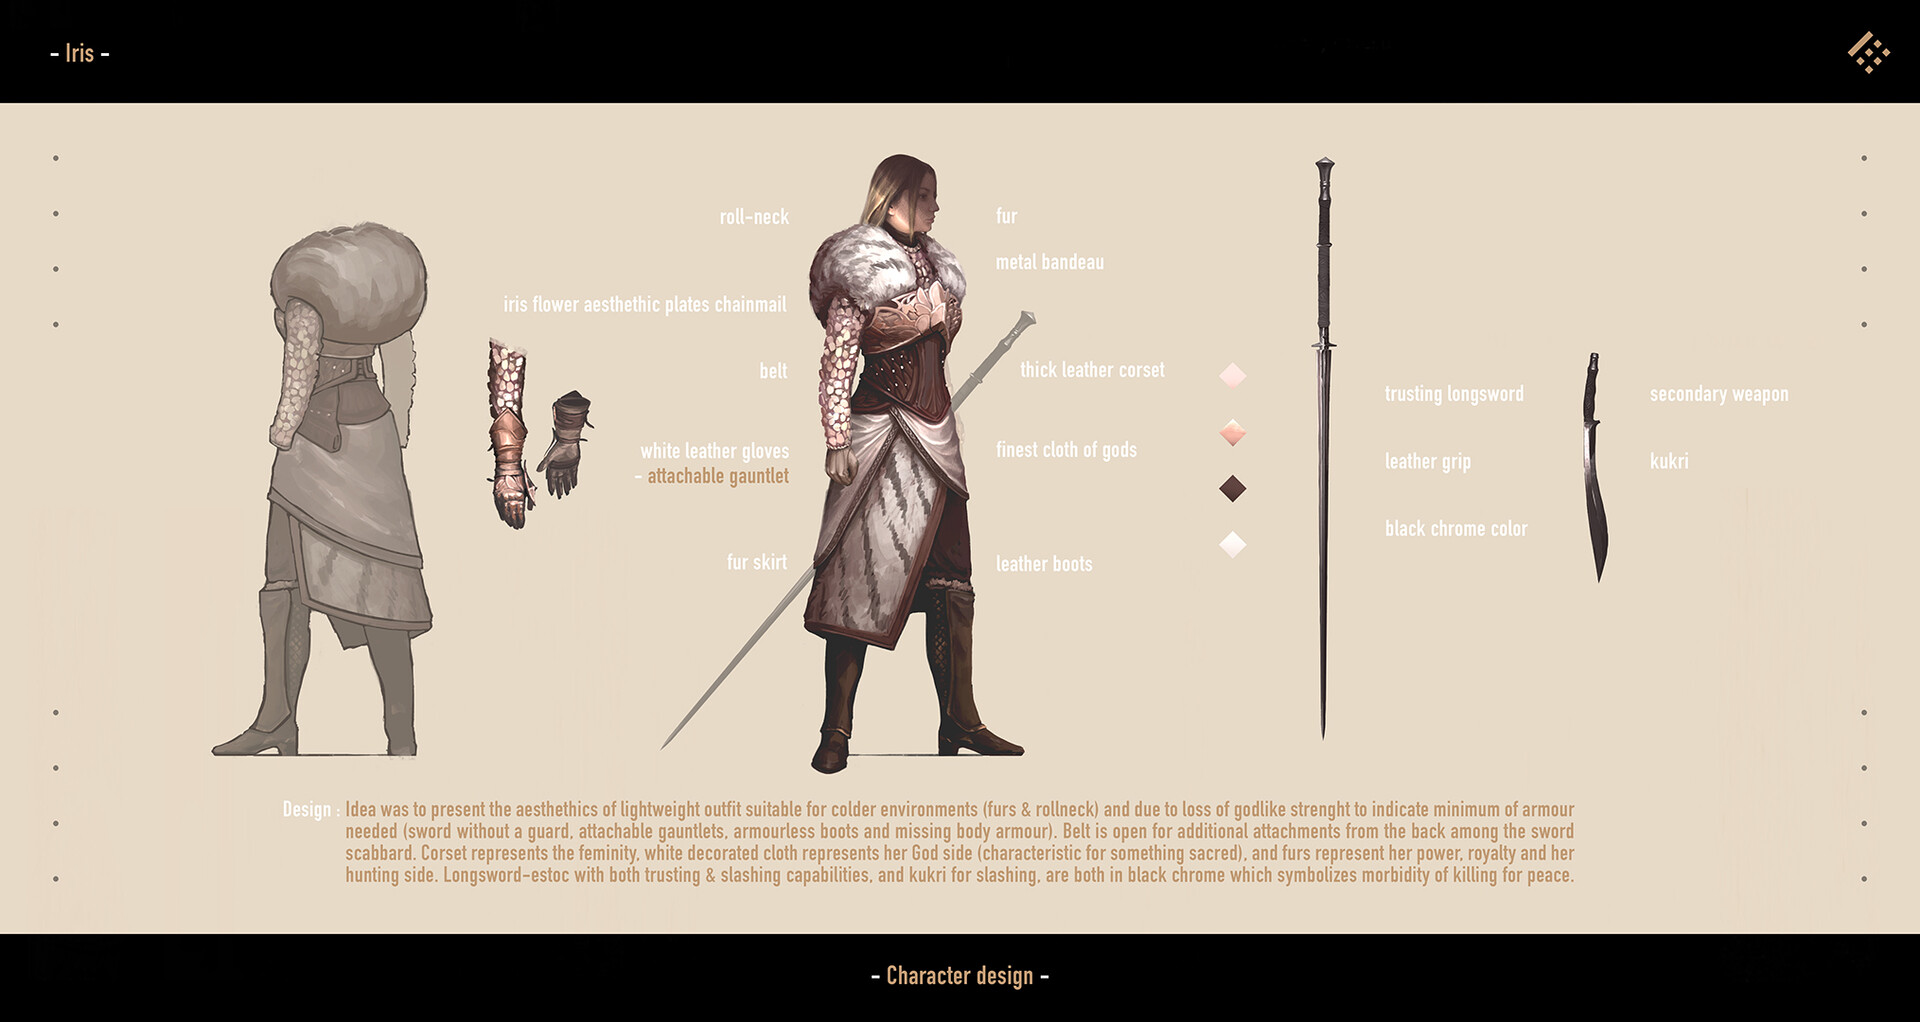 - Iris -
roll-neck
fur
metal bandeau
iris flower aesthethic plates chainmail
belt
thick leather corset
trusting longsword
secondary weapon
white leather gloves
- attachable gauntlet
finest cloth of gods
leather grip
kukri
black chrome color
fur skirt
leather boots
Design : Idea was to present the aesthethics of lightweight outfit suitable for colder environments (furs & rollneck) and due to loss of godlike strenght to indicate minimum of armour
needed (sword without a guard, attachable gauntlets, armourless boots and missing body armour). Belt is open for additional attachments from the back among the sword
scabbard. Corset represents the feminity, white decorated cloth represents her God side (characteristic for something sacred), and furs represent her power, royalty and her
hunting side. Longsword-estoc with both trusting & slashing capabilities, and kukri for slashing, are both in black chrome which symbolizes morbidity of killing for peace.
- Character design -